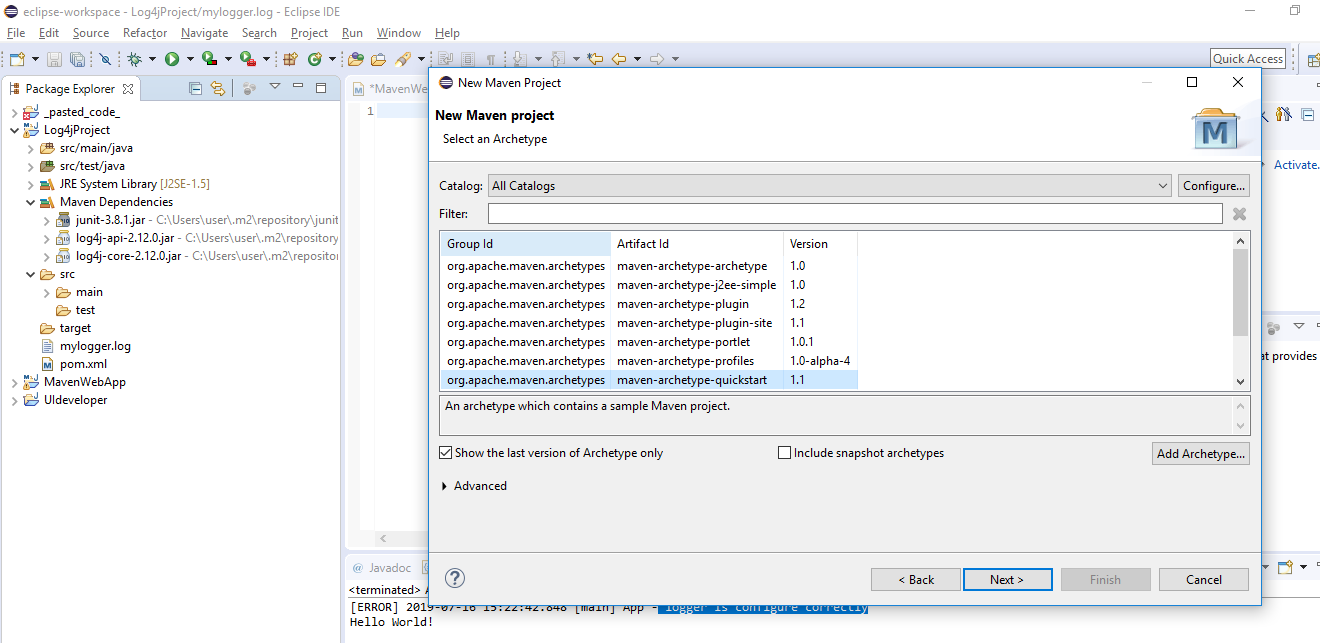 eclipse-workspace - Log4jProject/mylogger.log - Eclipse IDE
File Edit Source Refactor Navigate Search Project Run Window Help
Quick Access
Package Explorer
_pasted_code_
Log4jProject
src/main/java
src/test/java
JRE System Library [J2SE-1.5]
Maven Dependencies
junit-3.8.1.jar - C:\Users\user\.m2\repository\junit
log4j-api-2.12.0.jar - C:\Users\user\.m2\repository
log4j-core-2.12.0.jar - C:\Users\user\.m2\reposito
src
main
test
target
mylogger.log
pom.xml
MavenWebApp
UIdeveloper
*MavenWe
1
New Maven Project
New Maven project
Select an Archetype
M
Catalog: All Catalogs Configure...
Filter:
Group Id Artifact Id Version
org.apache.maven.archetypes maven-archetype-archetype 1.0
org.apache.maven.archetypes maven-archetype-j2ee-simple 1.0
org.apache.maven.archetypes maven-archetype-plugin 1.2
org.apache.maven.archetypes maven-archetype-plugin-site 1.1
org.apache.maven.archetypes maven-archetype-portlet 1.0.1
org.apache.maven.archetypes maven-archetype-profiles 1.0-alpha-4
org.apache.maven.archetypes maven-archetype-quickstart 1.1
An archetype which contains a sample Maven project.
Show the last version of Archetype only Include snapshot archetypes Add Archetype...
Advanced
? < Back Next > Finish Cancel
Activate.
at provides
@ Javadoc
<terminated>
[ERROR] 2019-07-16 15:22:42.848 [main] App - logger is configure correctly
Hello World!